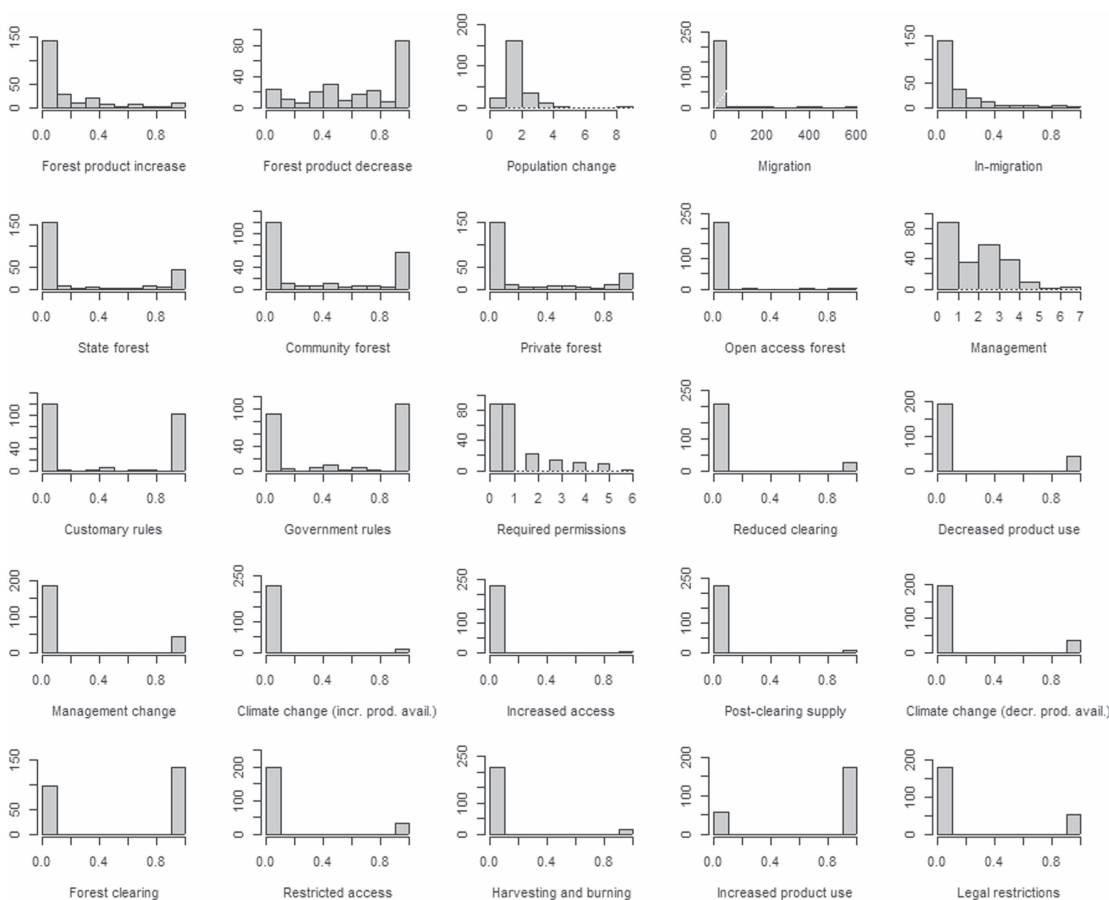 0 50 150
0.0 0.4 0.8
Forest product increase
0 40 80
0.0 0.4 0.8
Forest product decrease
0 100 200
0 2 4 6 8
Population change
0 100 250
0 200 400 600
Migration
0 50 150
0.0 0.4 0.8
In-migration
0 50 150
0.0 0.4 0.8
State forest
0 40 100
0.0 0.4 0.8
Community forest
0 50 150
0.0 0.4 0.8
Private forest
0 100 250
0.0 0.4 0.8
Open access forest
0 40 80
0 1 2 3 4 5 6 7
Management
0 40 100
0.0 0.4 0.8
Customary rules
0 40 100
0.0 0.4 0.8
Government rules
0 40 80
0 1 2 3 4 5 6
Required permissions
0 100 250
0.0 0.4 0.8
Reduced clearing
0 100 200
0.0 0.4 0.8
Decreased product use
0 100 200
0.0 0.4 0.8
Management change
0 100 250
0.0 0.4 0.8
Climate change (incr. prod. avail.)
0 100 250
0.0 0.4 0.8
Increased access
0 100 250
0.0 0.4 0.8
Post-clearing supply
0 100 200
0.0 0.4 0.8
Climate change (decr. prod. avail.)
0 50 150
0.0 0.4 0.8
Forest clearing
0 100 200
0.0 0.4 0.8
Restricted access
0 100 250
0.0 0.4 0.8
Harvesting and burning
0 100 200
0.0 0.4 0.8
Increased product use
0 100 200
0.0 0.4 0.8
Legal restrictions